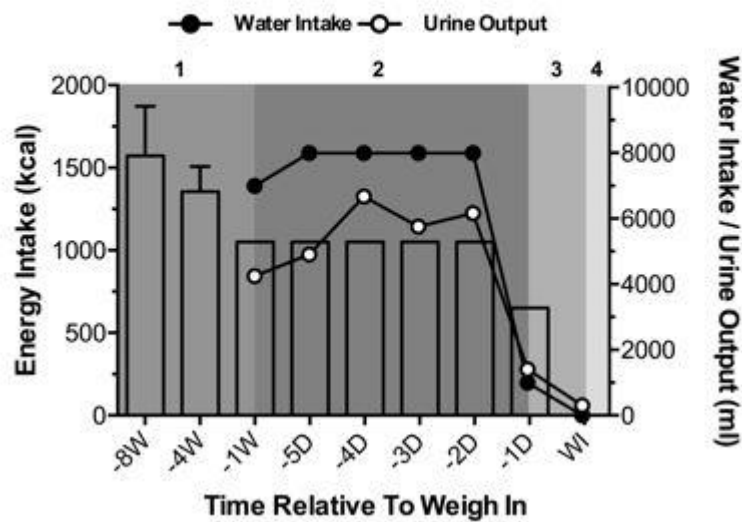 Water Intake Urine Output
1 2 3 4
2000 10000
1500 8000
1000 6000
500 4000
0 2000
0
Energy Intake (kcal)
Water Intake / Urine Output (ml)
-8W -4W -1W -5D -4D -3D -2D -1D WI
Time Relative To Weigh In